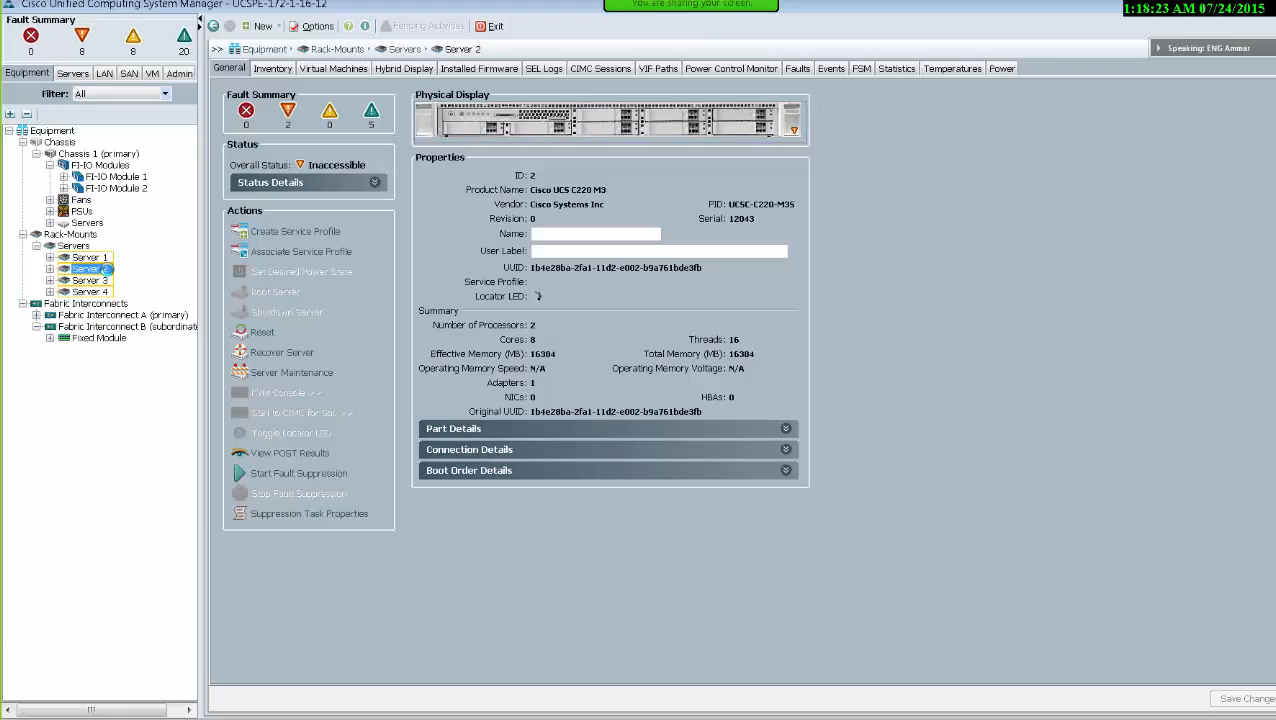 Cisco Unified Computing System Manager - UCSPE-172-1-16-12
You are sharing your screen.
1:18:23 AM 07/24/2015
Fault Summary
0 8 8 20
New Options Pending Activities Exit
Speaking: ENG Ammar
>> Equipment Rack-Mounts Servers Server 2
Equipment Servers LAN SAN VM Admin
General Inventory Virtual Machines Hybrid Display Installed Firmware SEL Logs CIMC Sessions VIF Paths Power Control Monitor Faults Events FSM Statistics Temperatures Power
Filter: All
Equipment
Chassis
Chassis 1 (primary)
FI-IO Modules
FI-IO Module 1
FI-IO Module 2
Fans
PSUs
Servers
Rack-Mounts
Servers
Server 1
Server 2
Server 3
Server 4
Fabric Interconnects
Fabric Interconnect A (primary)
Fabric Interconnect B (subordinat
Fixed Module
Fault Summary
0 2 0 5
Status
Overall Status: Inaccessible
Status Details
Actions
Create Service Profile
Associate Service Profile
Set Desired Power State
Boot Server
Shutdown Server
Reset
Recover Server
Server Maintenance
KVM Console >>
SSH to CIMC for SoL >>
Toggle Locator LED
View POST Results
Start Fault Suppression
Stop Fault Suppression
Suppression Task Properties
Physical Display
Properties
ID: 2
Product Name: Cisco UCS C220 M3
Vendor: Cisco Systems Inc PID: UCSC-C220-M3S
Revision: 0 Serial: 12043
Name:
User Label:
UUID: 1b4e28ba-2fa1-11d2-e002-b9a761bde3fb
Service Profile:
Locator LED:
Summary
Number of Processors: 2
Cores: 8 Threads: 16
Effective Memory (MB): 16384 Total Memory (MB): 16384
Operating Memory Speed: N/A Operating Memory Voltage: N/A
Adapters: 1
NICs: 0 HBAs: 0
Original UUID: 1b4e28ba-2fa1-11d2-e002-b9a761bde3fb
Part Details
Connection Details
Boot Order Details
Save Change